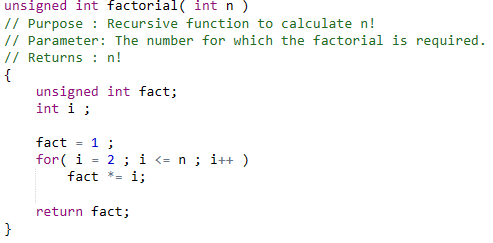 unsigned int factorial( int n )
// Purpose : Recursive function to calculate n!
// Parameter: The number for which the factorial is required.
// Returns : n!
{
    unsigned int fact;
    int i ;

    fact = 1 ;
    for( i = 2 ; i <= n ; i++ )
        fact *= i;

    return fact;
}